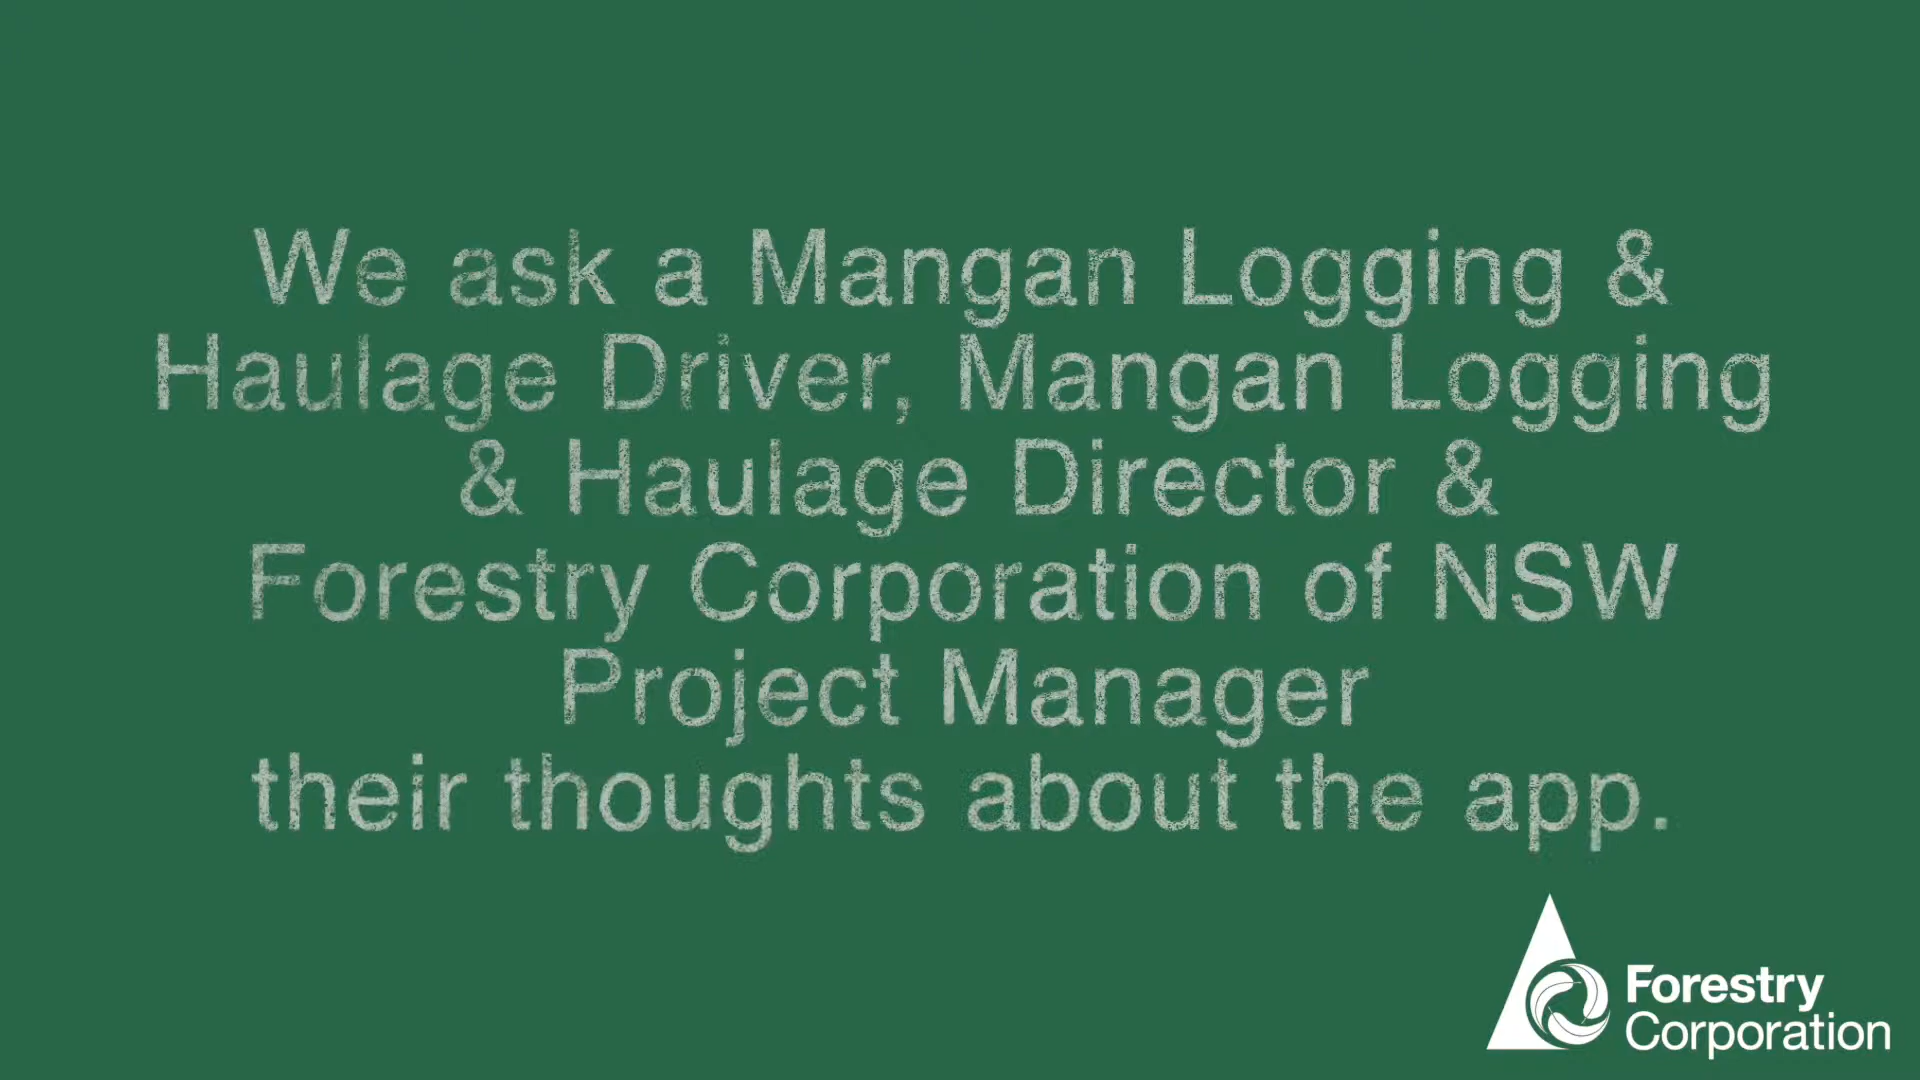 We ask a Mangan Logging &
Haulage Driver, Mangan Logging
& Haulage Director &
Forestry Corporation of NSW
Project Manager
their thoughts about the app.
Forestry
Corporation